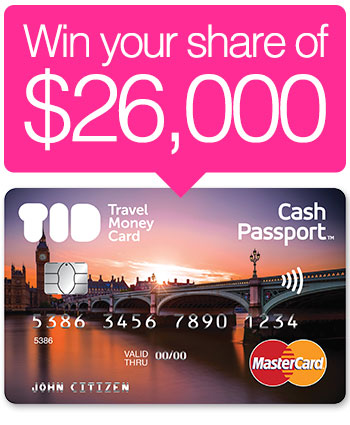 Win your share of
$26,000
TID
Travel
Money
Card
Cash
Passport™
5386 3456 7890 1234
5386
VALID
THRU 00/00
JOHN CITIZEN
MasterCard